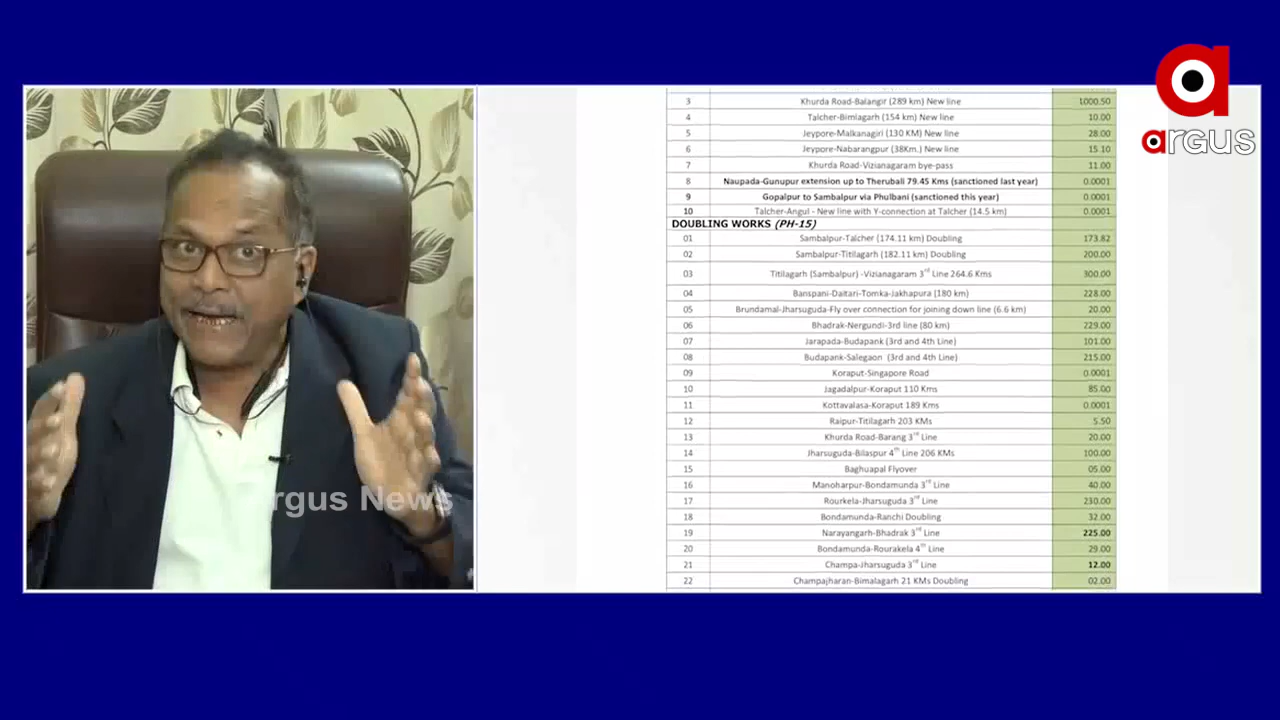 argus
3 Khurda Road-Balangir (289 km) New line 1000.50
4 Talcher-Bimlagarh (154 km) New line 10.00
5 Jeypore-Malkanagiri (130 KM) New line 28.00
6 Jeypore-Nabarangpur (38Km.) New line 15.10
7 Khurda Road-Vizianagaram bye-pass 11.00
8 Naupada-Gunupur extension up to Therubali 79.45 Kms (sanctioned last year) 0.0001
9 Gopalpur to Sambalpur via Phulbani (sanctioned this year) 0.0001
10 Talcher-Angul - New line with Y-connection at Talcher (14.5 km) 0.0001
DOUBLING WORKS (PH-15)
01 Sambalpur-Talcher (174.11 km) Doubling 173.82
02 Sambalpur-Titilagarh (182.11 km) Doubling 200.00
03 Titilagarh (Sambalpur) -Vizianagaram 3rd Line 264.6 Kms 300.00
04 Banspani-Daitari-Tomka-Jakhapura (180 km) 228.00
05 Brundamal-Jharsuguda-Fly over connection for joining down line (6.6 km) 20.00
06 Bhadrak-Nergundi-3rd line (80 km) 229.00
07 Jarapada-Budapank (3rd and 4th Line) 101.00
08 Budapank-Salegaon (3rd and 4th Line) 215.00
09 Koraput-Singapore Road 0.0001
10 Jagadalpur-Koraput 110 Kms 85.00
11 Kottavalasa-Koraput 189 Kms 0.0001
12 Raipur-Titilagarh 203 KMs 5.50
13 Khurda Road-Barang 3rd Line 20.00
14 Jharsuguda-Bilaspur 4th Line 206 KMs 100.00
15 Baghuapal Flyover 05.00
16 Manoharpur-Bondamunda 3rd Line 40.00
17 Rourkela-Jharsuguda 3rd Line 230.00
18 Bondamunda-Ranchi Doubling 32.00
19 Narayangarh-Bhadrak 3rd Line 225.00
20 Bondamunda-Rourakela 4th Line 29.00
21 Champa-Jharsuguda 3rd Line 12.00
22 Champajharan-Bimalagarh 21 KMs Doubling 02.00
rgus News